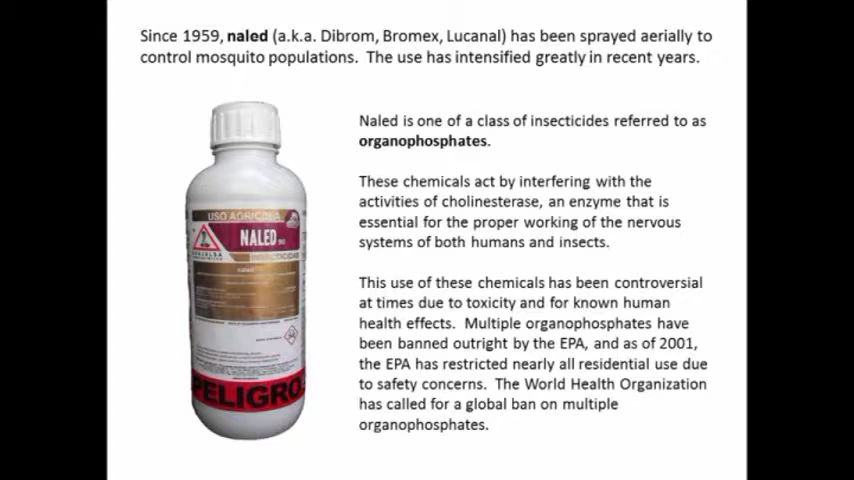 Since 1959, naled (a.k.a. Dibrom, Bromex, Lucanal) has been sprayed aerially to
control mosquito populations.  The use has intensified greatly in recent years.
Naled is one of a class of insecticides referred to as
organophosphates.
These chemicals act by interfering with the
activities of cholinesterase, an enzyme that is
essential for the proper working of the nervous
systems of both humans and insects.
This use of these chemicals has been controversial
at times due to toxicity and for known human
health effects.  Multiple organophosphates have
been banned outright by the EPA, and as of 2001,
the EPA has restricted nearly all residential use due
to safety concerns.  The World Health Organization
has called for a global ban on multiple
organophosphates.
USO AGRICOLA
NALED
INSECTICIDA
PELIGRO